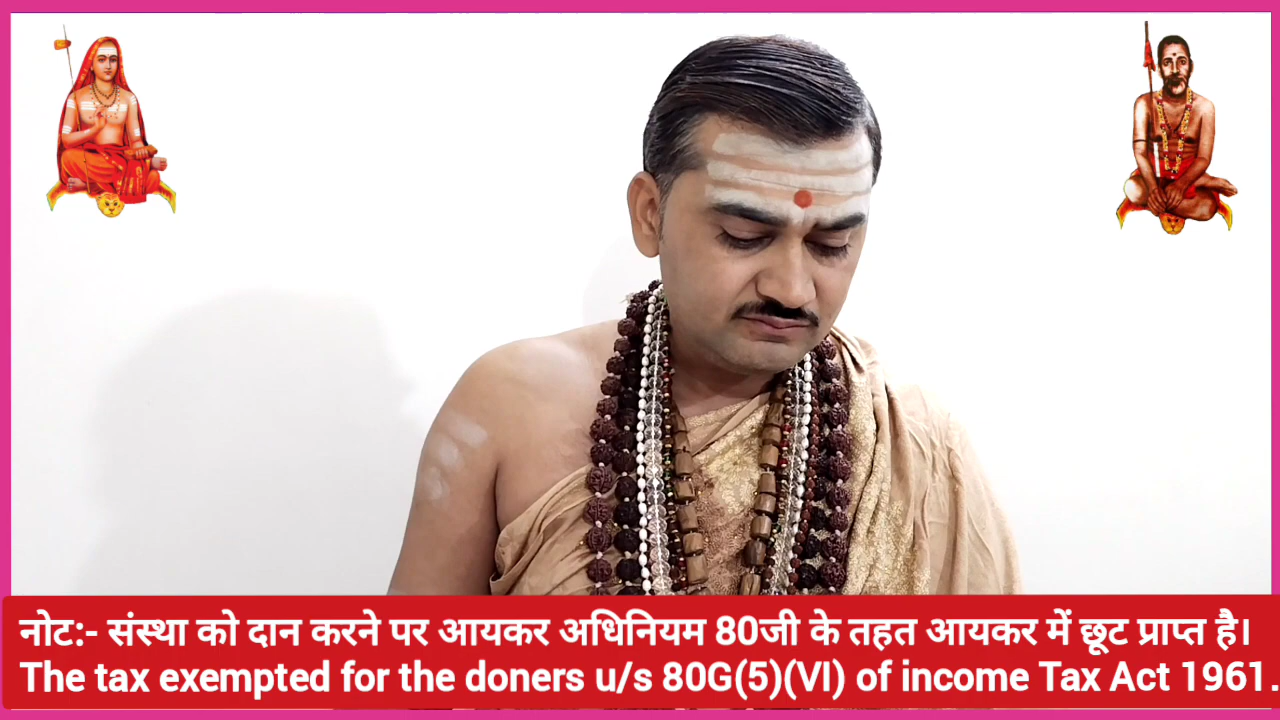 नोट:- संस्था को दान करने पर आयकर अधिनियम 80जी के तहत आयकर में छूट प्राप्त है।
The tax exempted for the doners u/s 80G(5)(VI) of income Tax Act 1961.